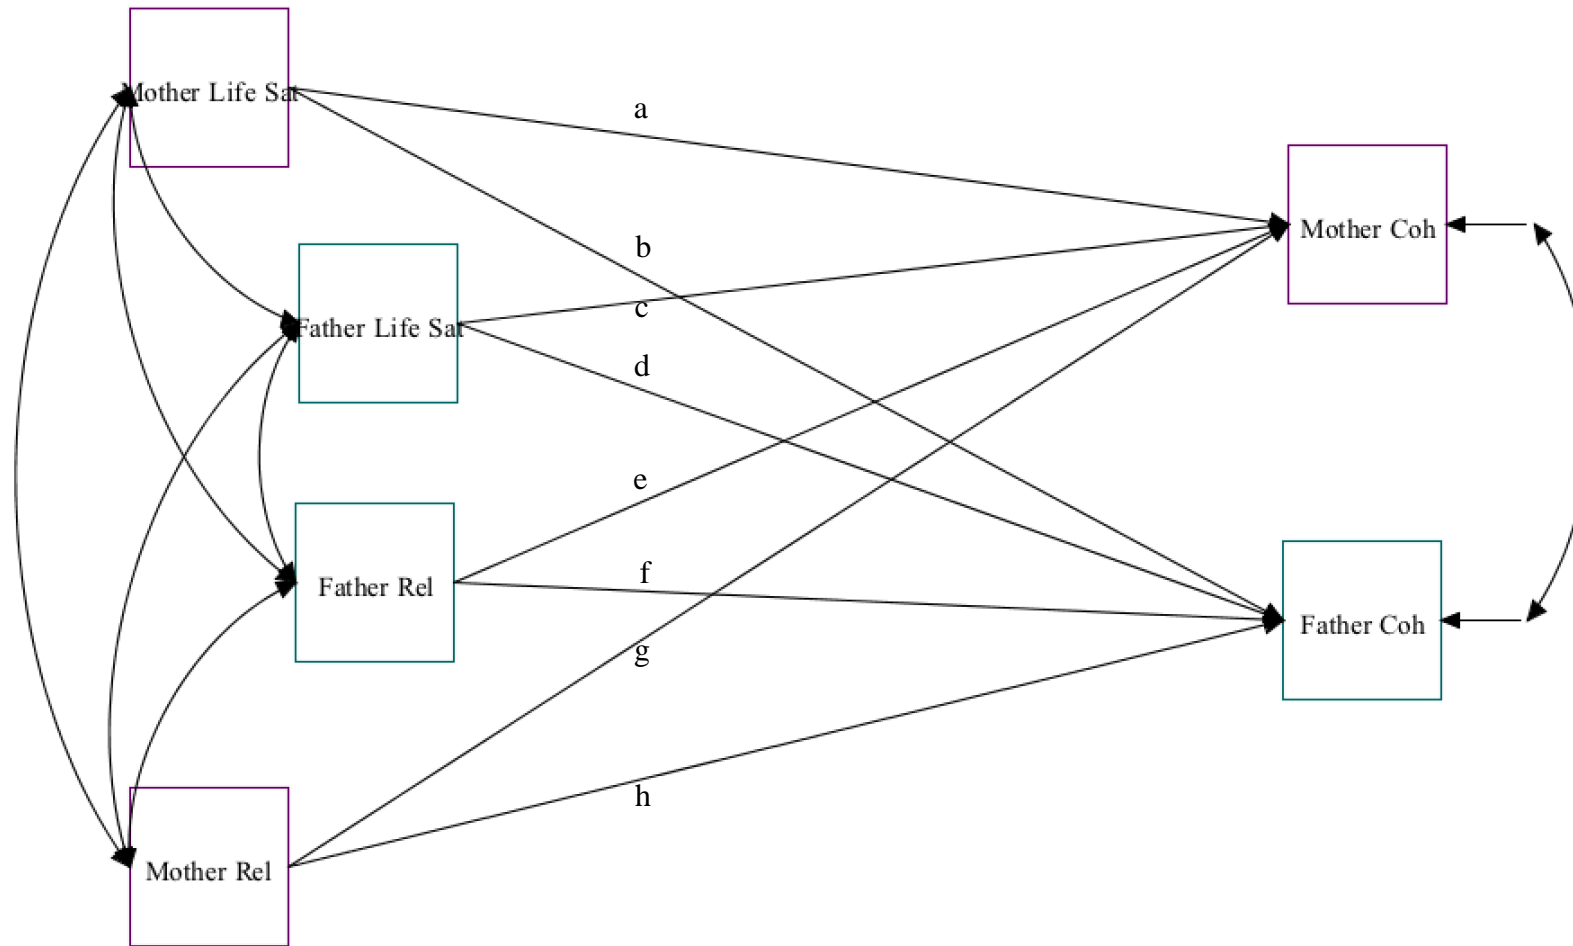 Mother Life Sat
a
Mother Coh
b
c
Father Life Sat
d
e
f
Father Rel
Father Coh
g
h
Mother Rel